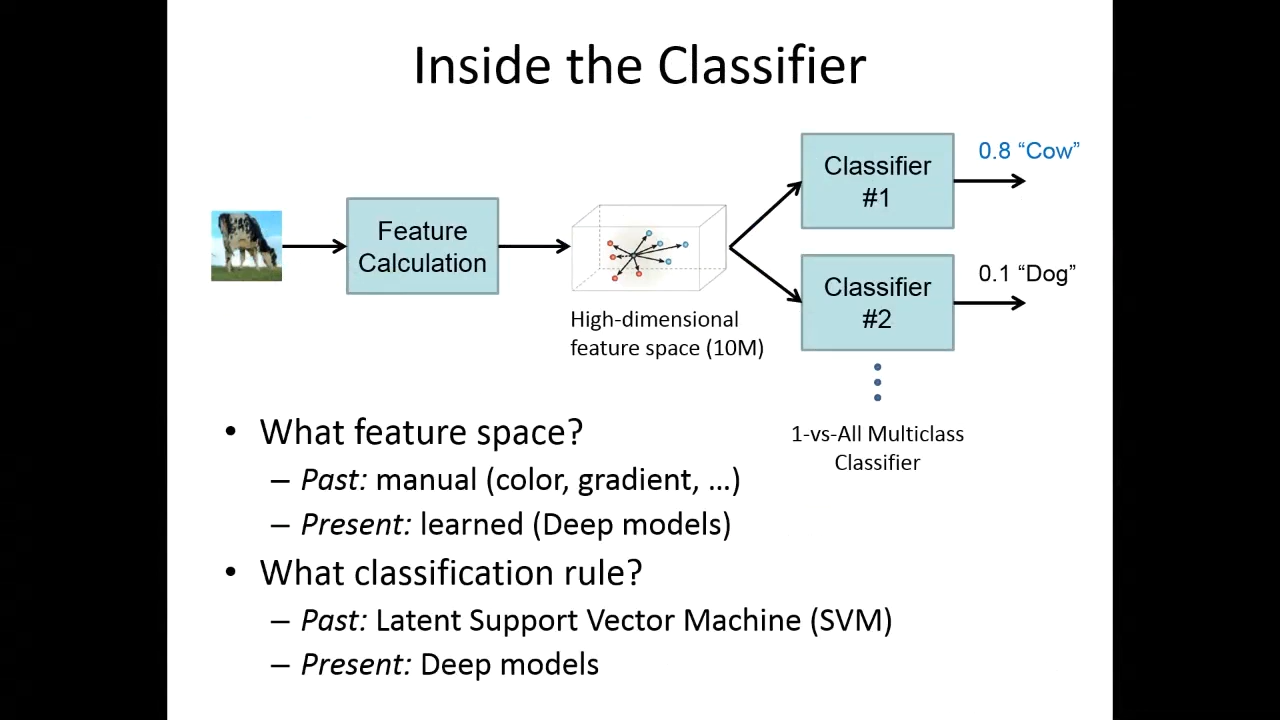 Inside the Classifier
Feature
Calculation
High-dimensional
feature space (10M)
Classifier
#1
0.8 “Cow”
Classifier
#2
0.1 “Dog”
1-vs-All Multiclass
Classifier
• What feature space?
– Past: manual (color, gradient, ...)
– Present: learned (Deep models)
• What classification rule?
– Past: Latent Support Vector Machine (SVM)
– Present: Deep models